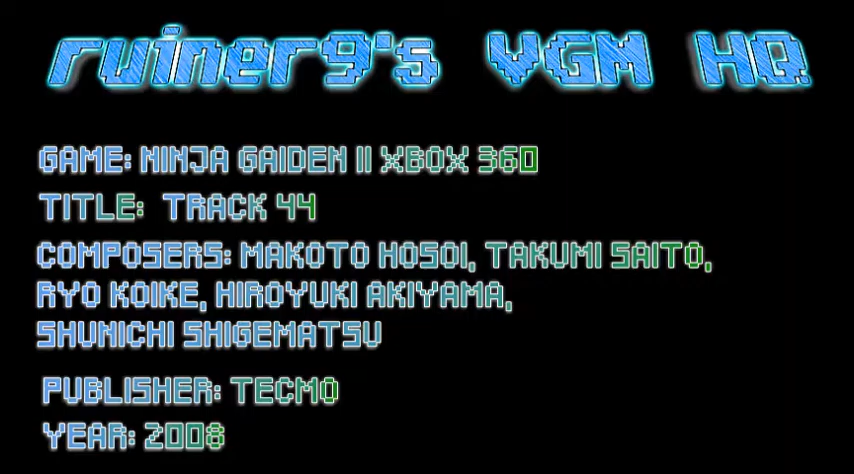 ruiner9's VGM HQ
GAME: NINJA GAIDEN II XBOX 360
TITLE: TRACK 44
COMPOSERS: MAKOTO HOSOI, TAKUMI SAITO,
RYO KOIKE, HIROYUKI AKIYAMA,
SHUNICHI SHIGEMATSU
PUBLISHER: TECMO
YEAR: 2008